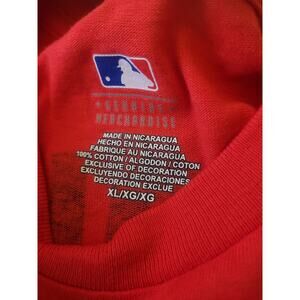 • GENUINE •
MERCHANDISE
MADE IN NICARAGUA
HECHO EN NICARAGUA
FABRIQUE AU NICARAGUA
100% COTTON / ALGODON / COTON
EXCLUSIVE OF DECORATION
EXCLUYENDO DECORACIONES
DECORATION EXCLUE
XL/XG/XG